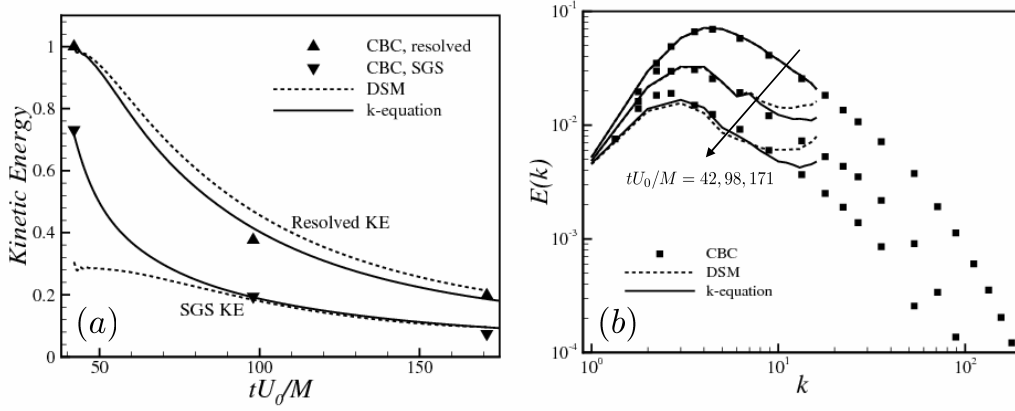 Kinetic Energy
1
0.8
0.6
0.4
0.2
0
50
100
150
tU₀/M
CBC, resolved
CBC, SGS
DSM
k-equation
Resolved KE
SGS KE
(a)
E(k)
10⁻¹
10⁻²
10⁻³
10⁻⁴
10⁰
10¹
10²
k
tU₀/M = 42, 98, 171
CBC
DSM
k-equation
(b)